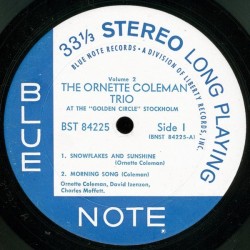 33 1/3 STEREO LONG PLAYING
BLUE NOTE RECORDS • A DIVISION OF LIBERTY RECORDS, INC.
Volume 2
THE ORNETTE COLEMAN
TRIO
AT THE "GOLDEN CIRCLE" STOCKHOLM
BST 84225 Side 1
(BNST 84225-A)
1. SNOWFLAKES AND SUNSHINE
(Ornette Coleman)
2. MORNING SONG (Coleman)
Ornette Coleman, David Izenzon,
Charles Moffett.
BLUE
NOTE